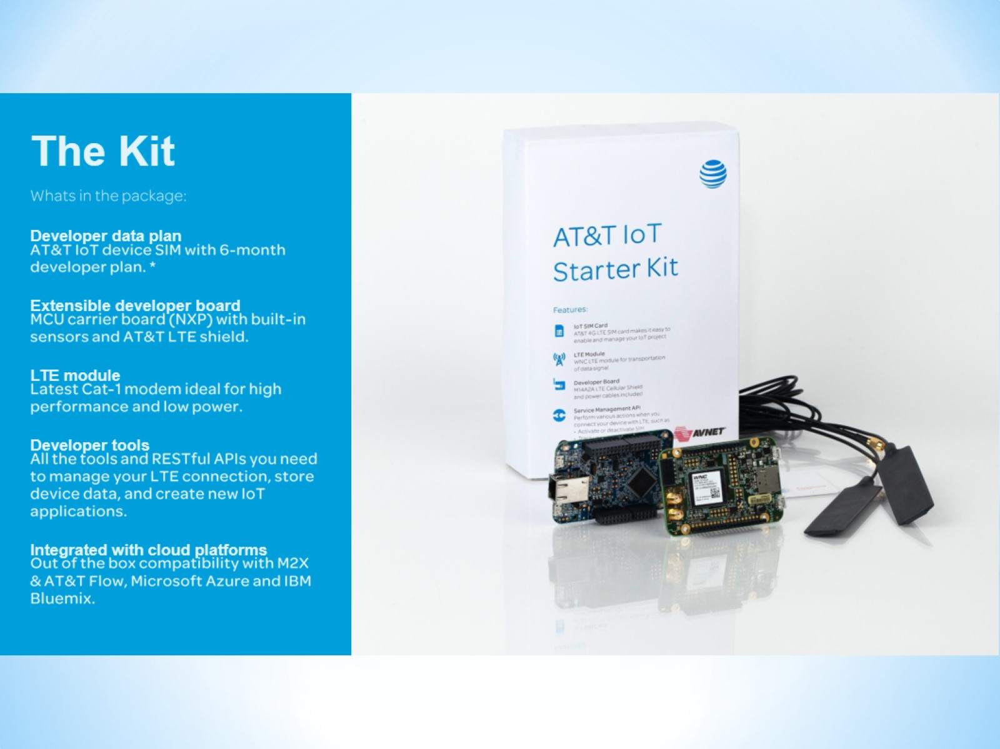 The Kit
Whats in the package:
Developer data plan
AT&T IoT device SIM with 6-month
developer plan. *
Extensible developer board
MCU carrier board (NXP) with built-in
sensors and AT&T LTE shield.
LTE module
Latest Cat-1 modem ideal for high
performance and low power.
Developer tools
All the tools and RESTful APIs you need
to manage your LTE connection, store
device data, and create new IoT
applications.
Integrated with cloud platforms
Out of the box compatibility with M2X
& AT&T Flow, Microsoft Azure and IBM
Bluemix.
AT&T IoT
Starter Kit
Features:
IoT SIM Card
AT&T 4G LTE SIM card makes it easy to
enable and manage your IoT project
LTE Module
WNC LTE module for transportation
of data signal
Developer Board
M14A2A LTE Cellular Shield
and power cables included
Service Management API
Perform various actions when you
connect your device with LTE, such as
• Activate or deactivate SIM
AVNET
WNC